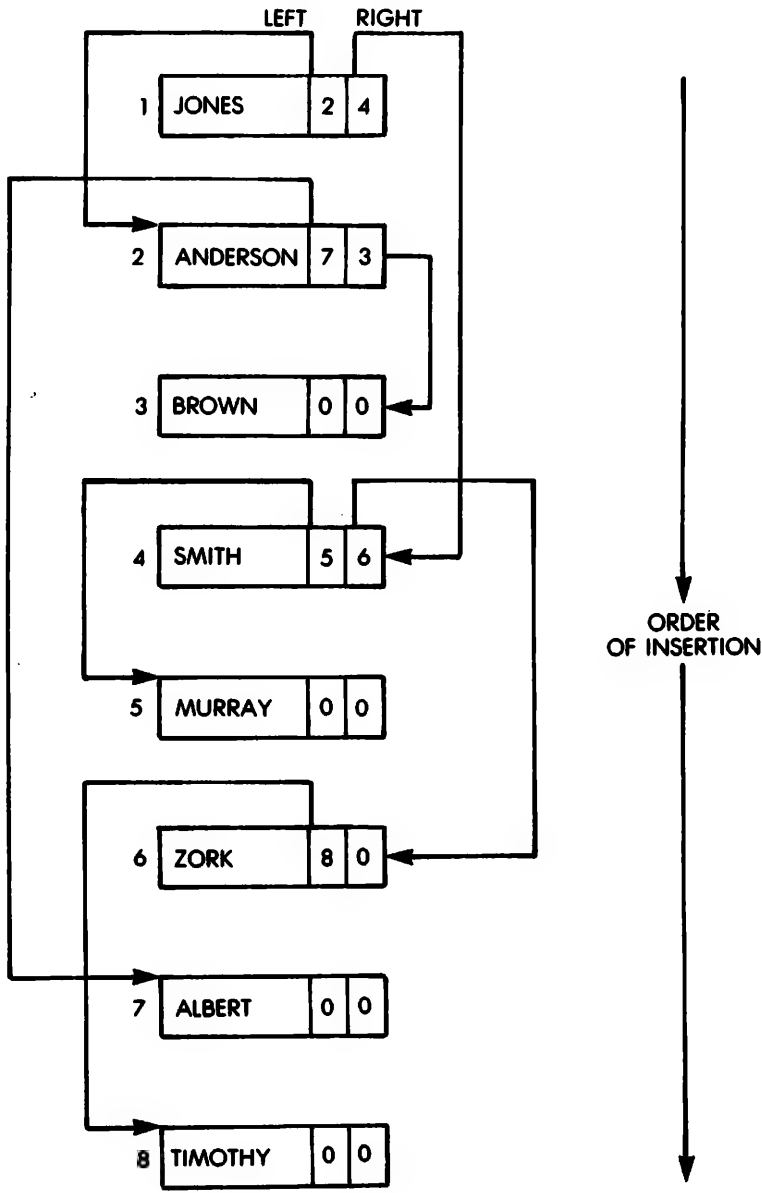 LEFT RIGHT
1 JONES 2 4
2 ANDERSON 7 3
3 BROWN 0 0
4 SMITH 5 6
ORDER
OF INSERTION
5 MURRAY 0 0
6 ZORK 8 0
7 ALBERT 0 0
8 TIMOTHY 0 0